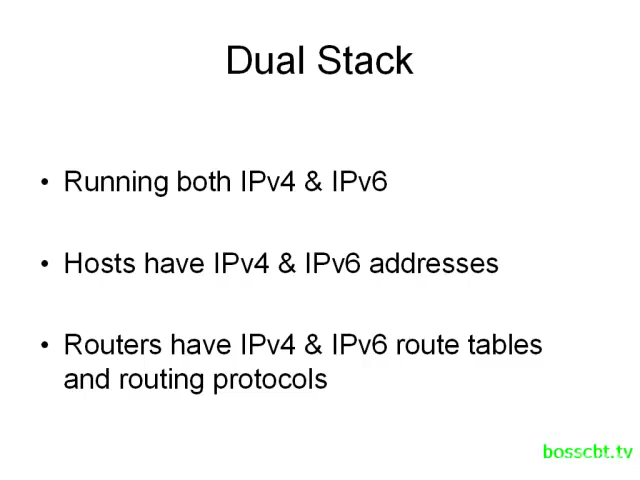 Dual Stack
• Running both IPv4 & IPv6
• Hosts have IPv4 & IPv6 addresses
• Routers have IPv4 & IPv6 route tables
and routing protocols
bosscbt.tv